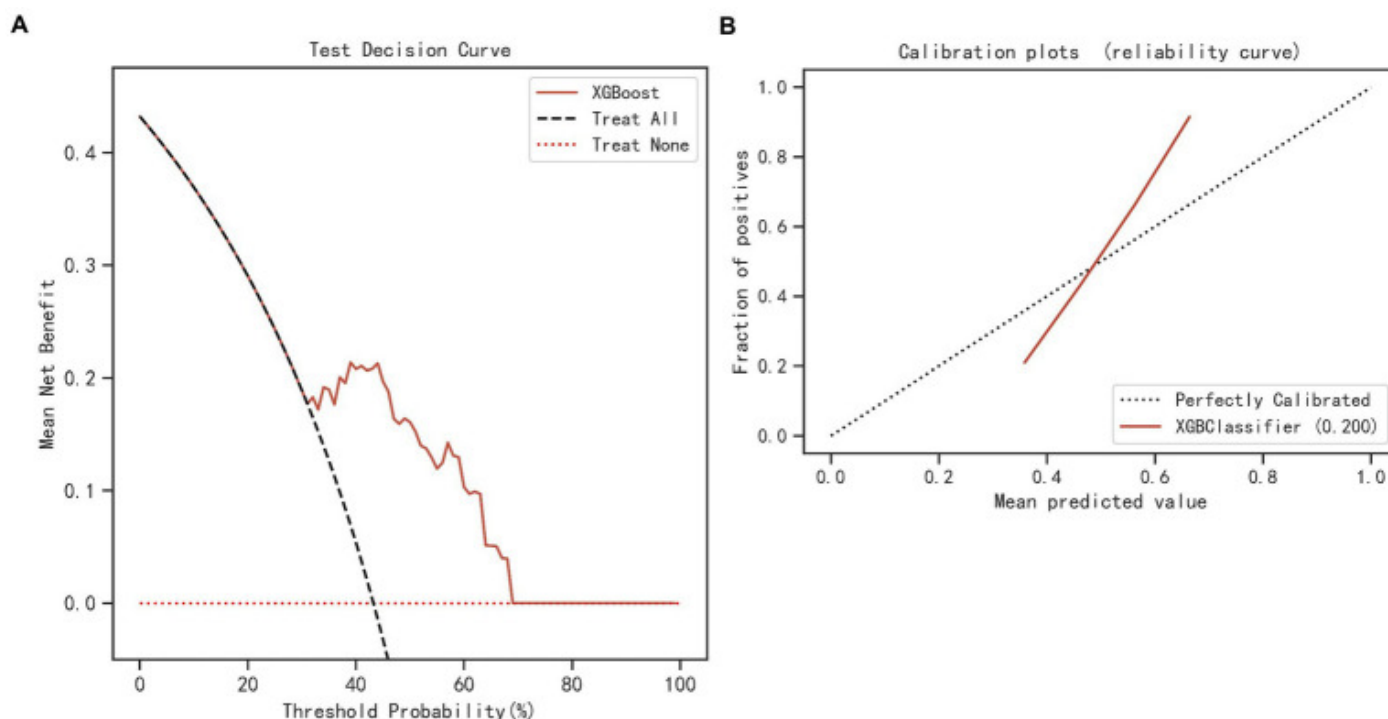 A
Test Decision Curve
XGBoost
Treat All
Treat None
0.4
0.3
0.2
0.1
0.0
Mean Net Benefit
0 20 40 60 80 100
Threshold Probability(%)
B
Calibration plots (reliability curve)
1.0
0.8
0.6
0.4
0.2
0.0
Fraction of positives
Perfectly Calibrated
XGBClassifier (0.200)
0.0 0.2 0.4 0.6 0.8 1.0
Mean predicted value